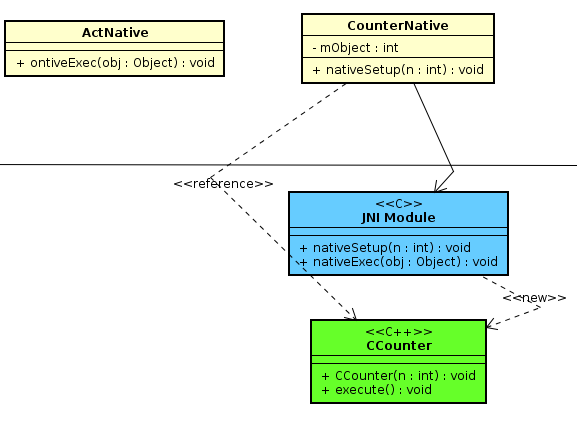 ActNative
+ ontiveExec(obj : Object) : void
CounterNative
- mObject : int
+ nativeSetup(n : int) : void
<<reference>>
<<C>>
JNI Module
+ nativeSetup(n : int) : void
+ nativeExec(obj : Object) : void
<<new>>
<<C++>>
CCounter
+ CCounter(n : int) : void
+ execute() : void